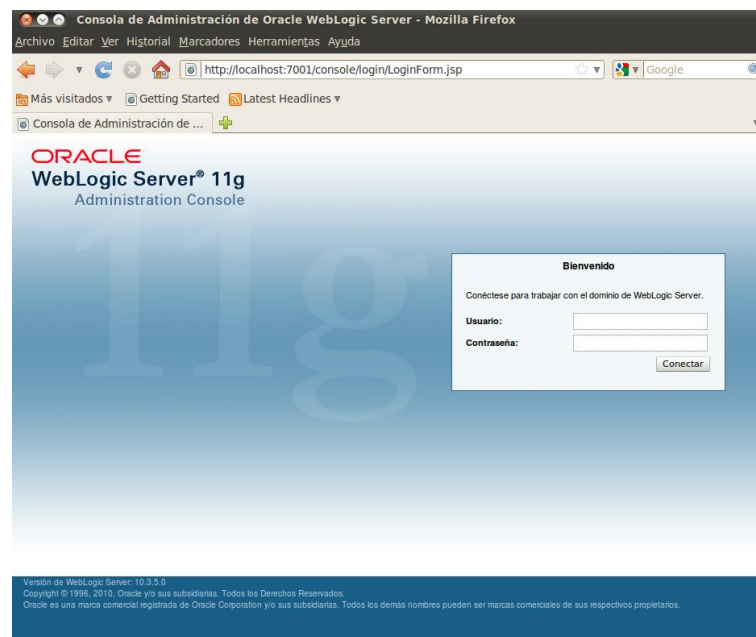 Consola de Administración de Oracle WebLogic Server - Mozilla Firefox
Archivo Editar Ver Historial Marcadores Herramientas Ayuda
http://localhost:7001/console/login/LoginForm.jsp
Google
Más visitados Getting Started Latest Headlines
Consola de Administración de ...
ORACLE
WebLogic Server® 11g
Administration Console
11g
Bienvenido
Conéctese para trabajar con el dominio de WebLogic Server.
Usuario:
Contraseña:
Conectar
Versión de WebLogic Server: 10.3.5.0
Copyright © 1996, 2010, Oracle y/o sus subsidiarias. Todos los Derechos Reservados.
Oracle es una marca comercial registrada de Oracle Corporation y/o sus subsidiarias. Todos los demás nombres pueden ser marcas comerciales de sus respectivos propietarios.